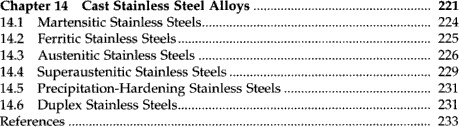 Chapter 14 Cast Stainless Steel Alloys ........................................ 221
14.1 Martensitic Stainless Steels........................................ 224
14.2 Ferritic Stainless Steels........................................ 225
14.3 Austenitic Stainless Steels........................................ 226
14.4 Superaustenitic Stainless Steels........................................ 229
14.5 Precipitation-Hardening Stainless Steels ........................................ 231
14.6 Duplex Stainless Steels........................................ 231
References ........................................ 233